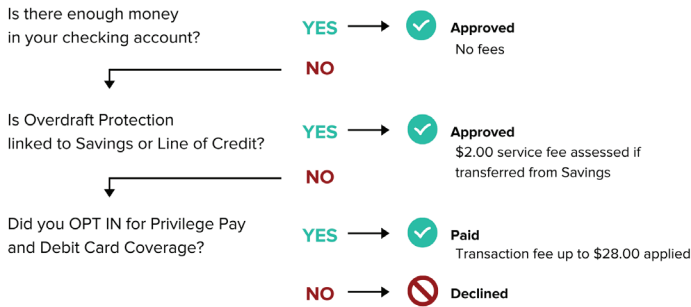 Is there enough money
in your checking account?
YES
Approved
No fees
NO
Is Overdraft Protection
linked to Savings or Line of Credit?
YES
Approved
$2.00 service fee assessed if
transferred from Savings
NO
Did you OPT IN for Privilege Pay
and Debit Card Coverage?
YES
Paid
Transaction fee up to $28.00 applied
NO
Declined